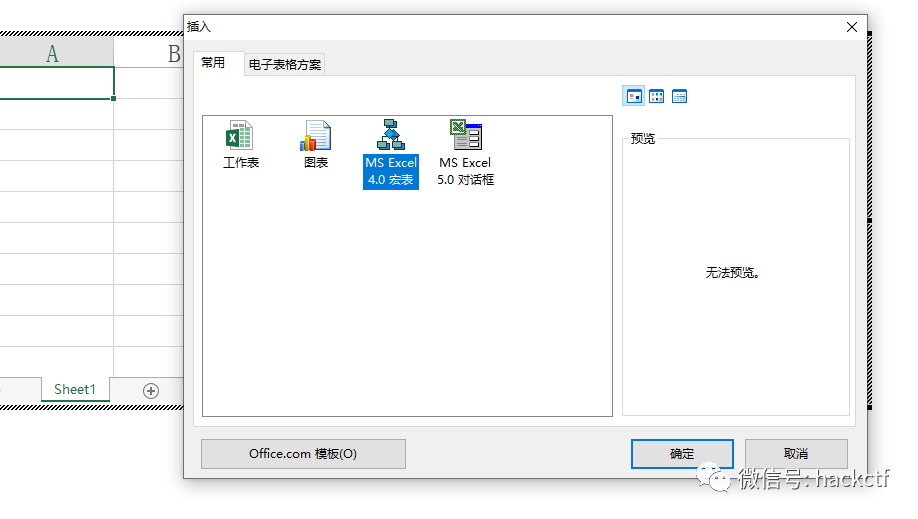 插入
A
B
常用
电子表格方案
工作表
图表
MS Excel
4.0 宏表
MS Excel
5.0 对话框
预览
无法预览。
Sheet1
Office.com 模板(O)
确定
取消
微信号: hackctf